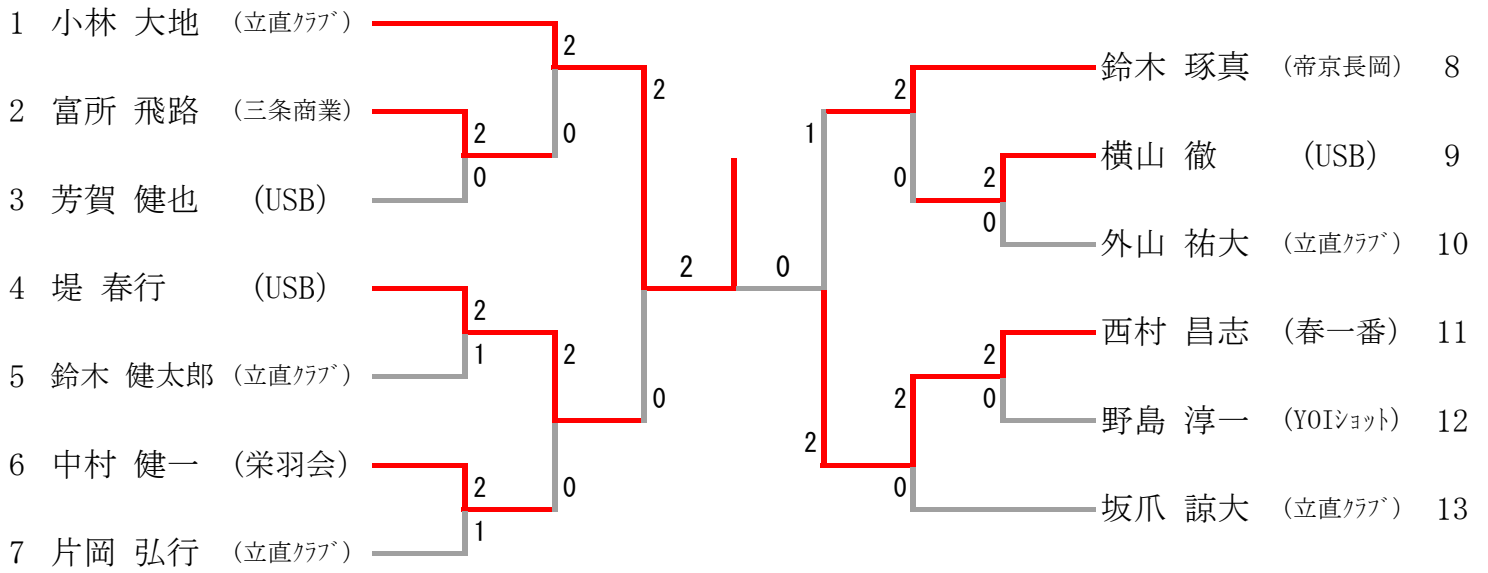 1 小林 大地 (立直ｸﾗﾌﾞ)
2
鈴木 琢真 (帝京長岡) 8
2
2
2 富所 飛路 (三条商業)
2
0
1
横山 徹 (USB) 9
0
0
2
3 芳賀 健也 (USB)
0
外山 祐大 (立直ｸﾗﾌﾞ) 10
2
0
4 堤 春行 (USB)
2
西村 昌志 (春一番) 11
1
2
2
5 鈴木 健太郎 (立直ｸﾗﾌﾞ)
0
2
0
野島 淳一 (YOIｼｮｯﾄ) 12
2
6 中村 健一 (栄羽会)
2
0
0
坂爪 諒大 (立直ｸﾗﾌﾞ) 13
1
7 片岡 弘行 (立直ｸﾗﾌﾞ)